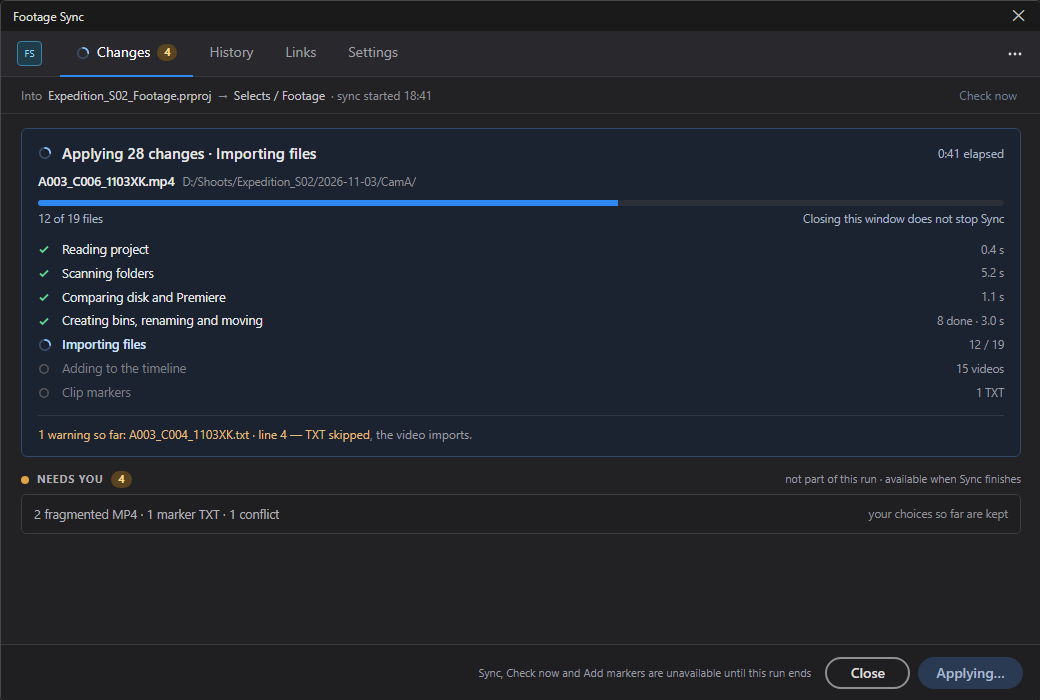 Footage Sync
FS Changes 4 History Links Settings
Into Expedition_S02_Footage.prproj → Selects / Footage · sync started 18:41 Check now
Applying 28 changes · Importing files 0:41 elapsed
A003_C006_1103XK.mp4 D:/Shoots/Expedition_S02/2026-11-03/CamA/
12 of 19 files Closing this window does not stop Sync
Reading project 0.4 s
Scanning folders 5.2 s
Comparing disk and Premiere 1.1 s
Creating bins, renaming and moving 8 done · 3.0 s
Importing files 12 / 19
Adding to the timeline 15 videos
Clip markers 1 TXT
1 warning so far: A003_C004_1103XK.txt · line 4 — TXT skipped, the video imports.
NEEDS YOU 4 not part of this run · available when Sync finishes
2 fragmented MP4 · 1 marker TXT · 1 conflict your choices so far are kept
Sync, Check now and Add markers are unavailable until this run ends Close Applying...